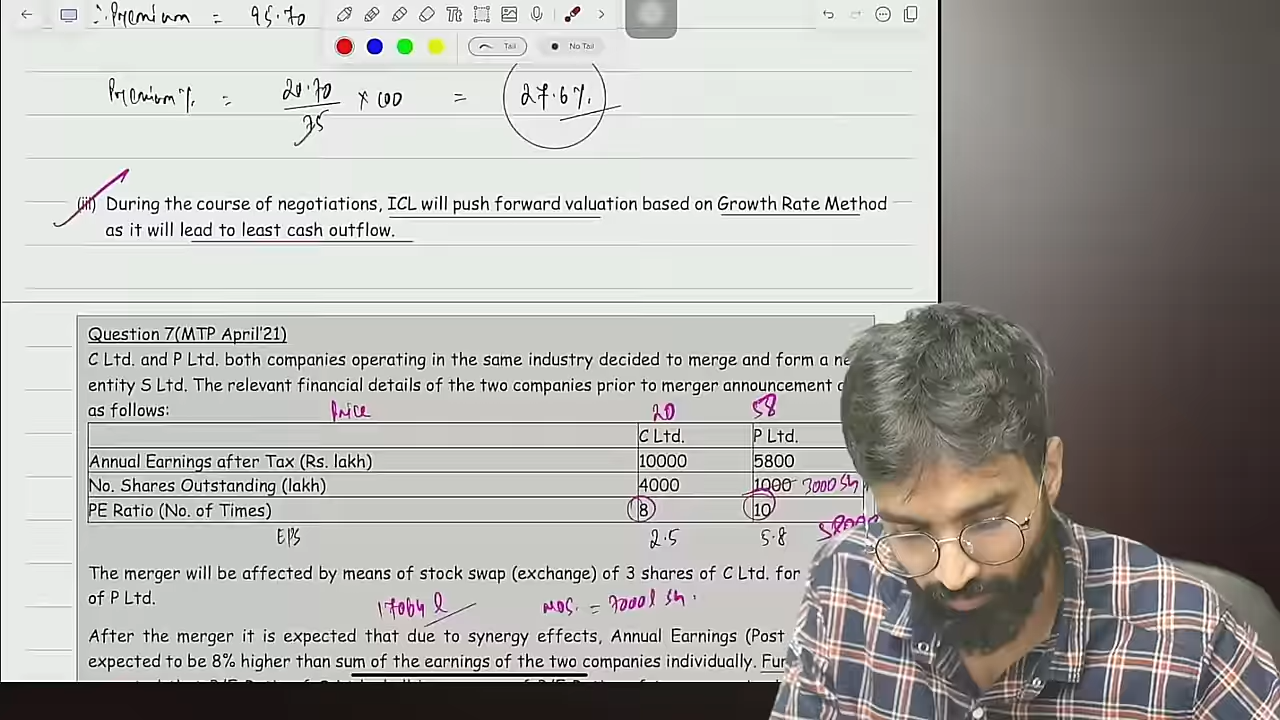 ∴ Premium = 95.70
Tt
Tail
No Tail
Premium% = 20.70 / 75 × 100 = 27.6%
(iii) During the course of negotiations, ICL will push forward valuation based on Growth Rate Method
as it will lead to least cash outflow.
Question 7(MTP April'21)
C Ltd. and P Ltd. both companies operating in the same industry decided to merge and form a ne
entity S Ltd. The relevant financial details of the two companies prior to merger announcement
as follows: Price 20 58
C Ltd. P Ltd.
Annual Earnings after Tax (Rs. lakh) 10000 5800
No. Shares Outstanding (lakh) 4000 1000 3000 Sh
PE Ratio (No. of Times) 8 10
EPS 2.5 5.8
The merger will be affected by means of stock swap (exchange) of 3 shares of C Ltd. for
of P Ltd.
17064 l nos. = 7000 l sh.
After the merger it is expected that due to synergy effects, Annual Earnings (Post
expected to be 8% higher than sum of the earnings of the two companies individually. Fur